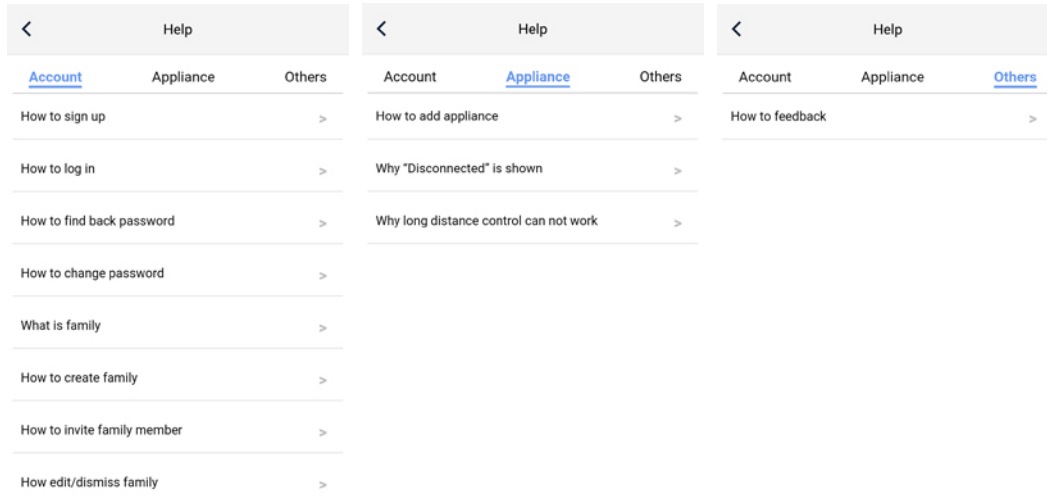 Help
Account Appliance Others
How to sign up >
How to log in >
How to find back password >
How to change password >
What is family >
How to create family >
How to invite family member >
How edit/dismiss family >
Help
Account Appliance Others
How to add appliance >
Why “Disconnected” is shown >
Why long distance control can not work >
Help
Account Appliance Others
How to feedback >